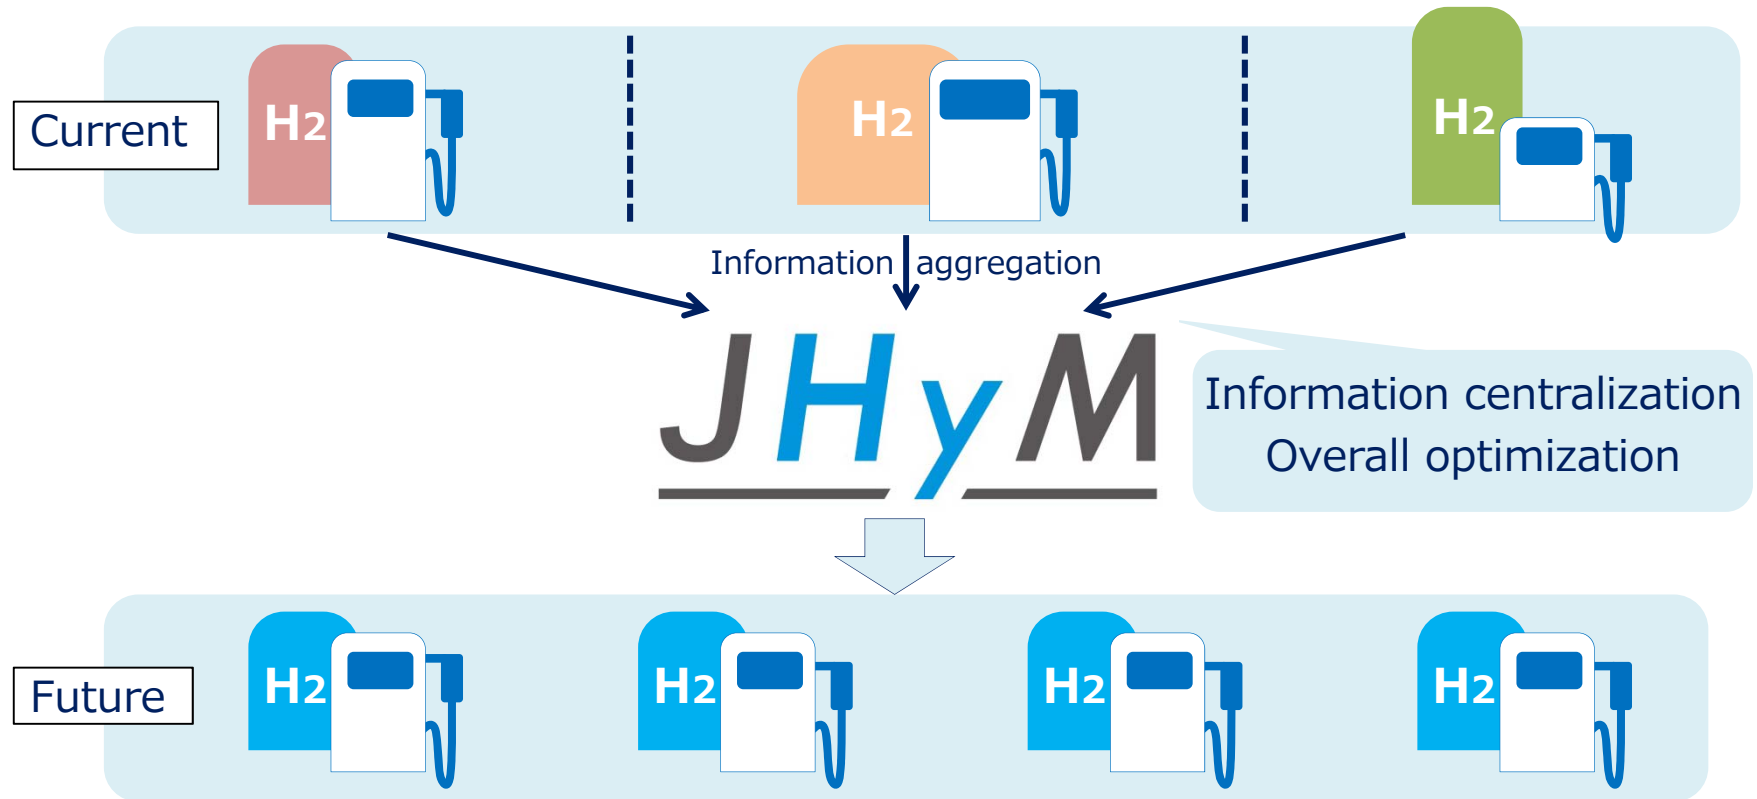 Current
H2
H2
H2
Information aggregation
JHyM
Information centralization
Overall optimization
Future
H2
H2
H2
H2